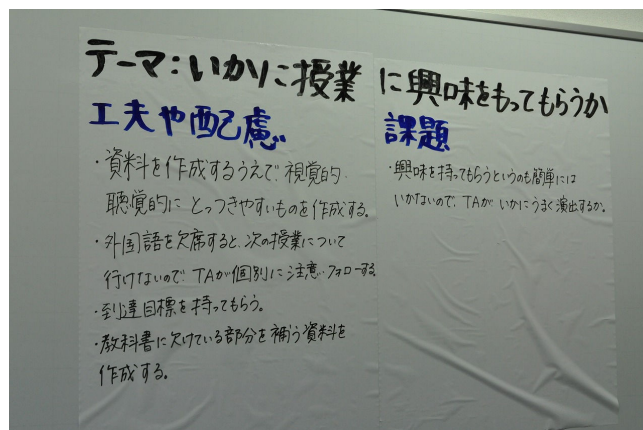 テーマ:いかに授業に興味をもってもらうか
工夫や配慮
・資料を作成するうえで、視覚的・
聴覚的にとっつきやすいものを作成する。
・外国語を欠席すると、次の授業について
行けないので、TAが個別に注意・フォローする
・到達目標を持ってもらう。
・教科書に欠けている部分を補う資料を
作成する。
課題
・興味を持ってもらうというのも簡単には
いかないので、TAがいかにうまく演出するか。